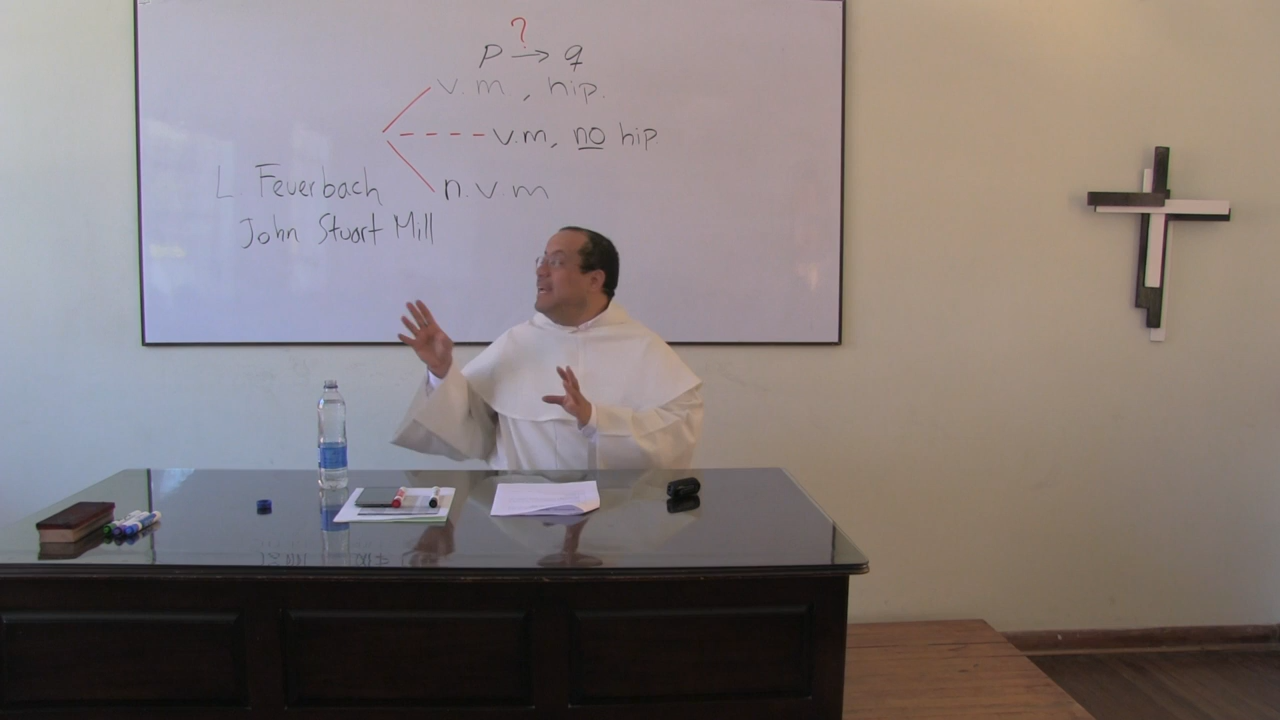 ?
p → q
v.m., hip.
v.m, no hip
n.v.m
L. Feuerbach
John Stuart Mill